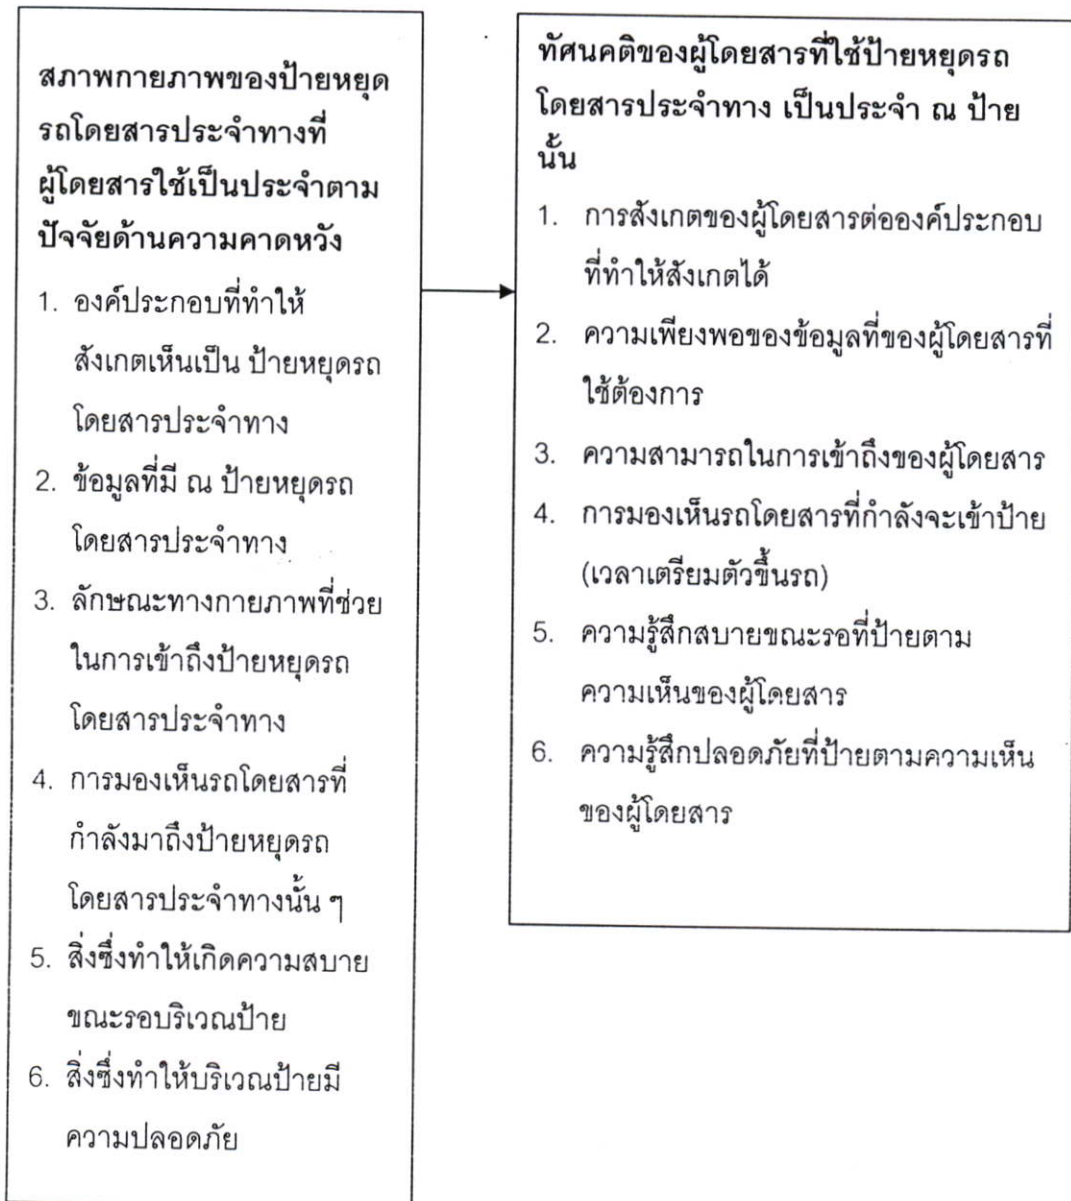 สภาพกายภาพของป้ายหยุด
รถโดยสารประจำทางที่
ผู้โดยสารใช้เป็นประจำตาม
ปัจจัยด้านความคาดหวัง
1. องค์ประกอบที่ทำให้
สังเกตเห็นเป็น ป้ายหยุดรถ
โดยสารประจำทาง
2. ข้อมูลที่มี ณ ป้ายหยุดรถ
โดยสารประจำทาง
3. ลักษณะทางกายภาพที่ช่วย
ในการเข้าถึงป้ายหยุดรถ
โดยสารประจำทาง
4. การมองเห็นรถโดยสารที่
กำลังมาถึงป้ายหยุดรถ
โดยสารประจำทางนั้น ๆ
5. สิ่งซึ่งทำให้เกิดความสบาย
ขณะรอบริเวณป้าย
6. สิ่งซึ่งทำให้บริเวณป้ายมี
ความปลอดภัย
ทัศนคติของผู้โดยสารที่ใช้ป้ายหยุดรถ
โดยสารประจำทาง เป็นประจำ ณ ป้าย
นั้น
1. การสังเกตของผู้โดยสารต่อองค์ประกอบ
ที่ทำให้สังเกตได้
2. ความเพียงพอของข้อมูลที่ของผู้โดยสารที่
ใช้ต้องการ
3. ความสามารถในการเข้าถึงของผู้โดยสาร
4. การมองเห็นรถโดยสารที่กำลังจะเข้าป้าย
(เวลาเตรียมตัวขึ้นรถ)
5. ความรู้สึกสบายขณะรอที่ป้ายตาม
ความเห็นของผู้โดยสาร
6. ความรู้สึกปลอดภัยที่ป้ายตามความเห็น
ของผู้โดยสาร